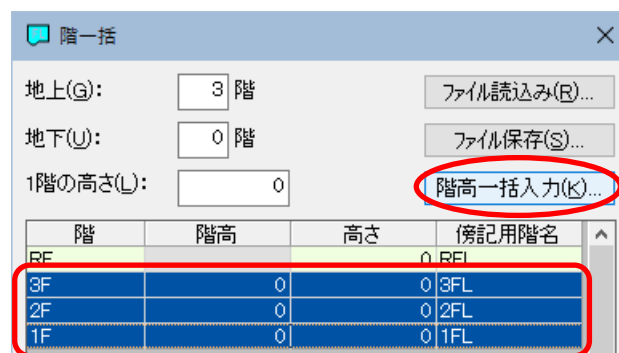 階一括
地上(G): 3 階 ファイル読込み(R)...
地下(U): 0 階 ファイル保存(S)...
1階の高さ(L): 0 階高一括入力(K)...
階 階高 高さ 傍記用階名
RF 0 RFL
3F 0 0 3FL
2F 0 0 2FL
1F 0 0 1FL